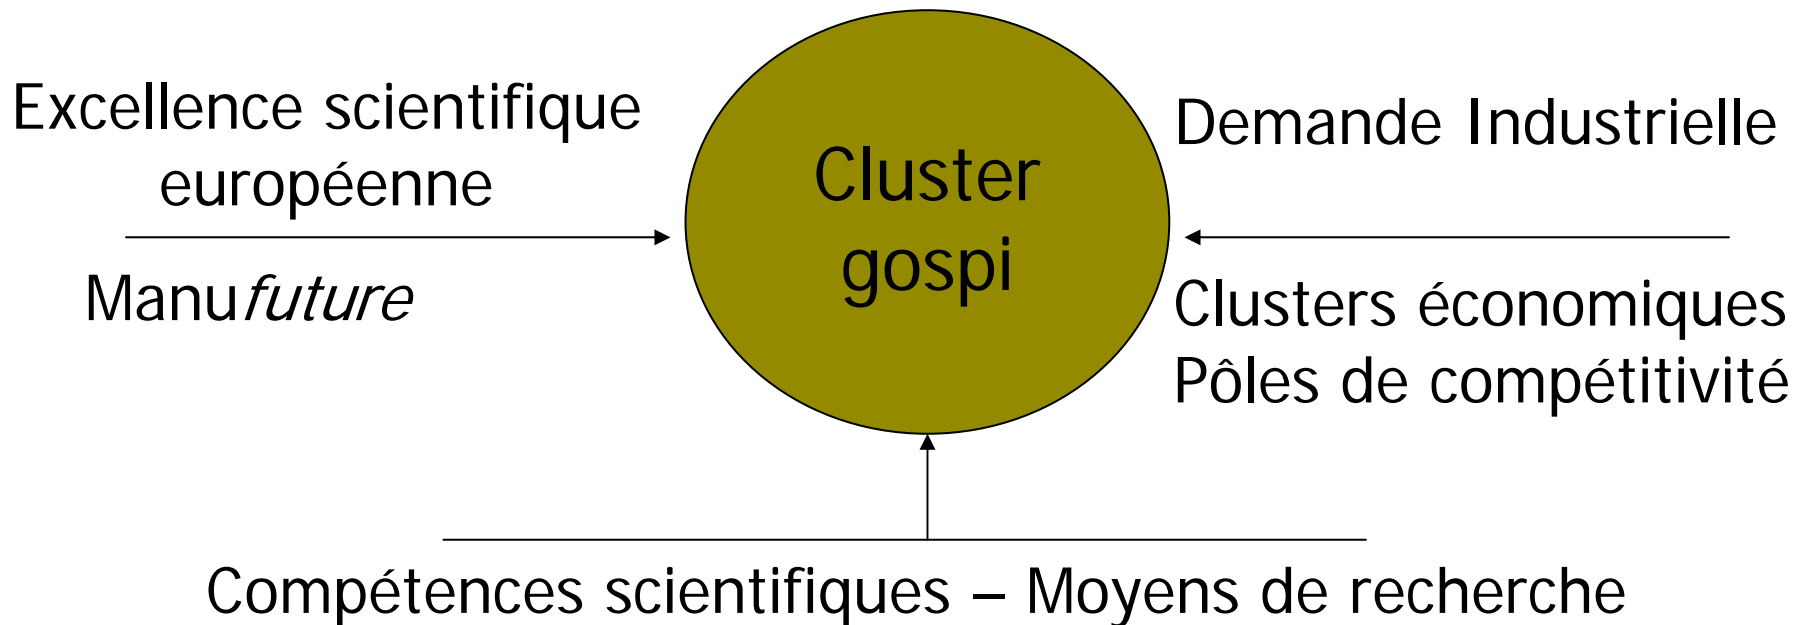 Excellence scientifique
européenne
Manufuture
Cluster
gospi
Demande Industrielle
Clusters économiques
Pôles de compétitivité
Compétences scientifiques – Moyens de recherche